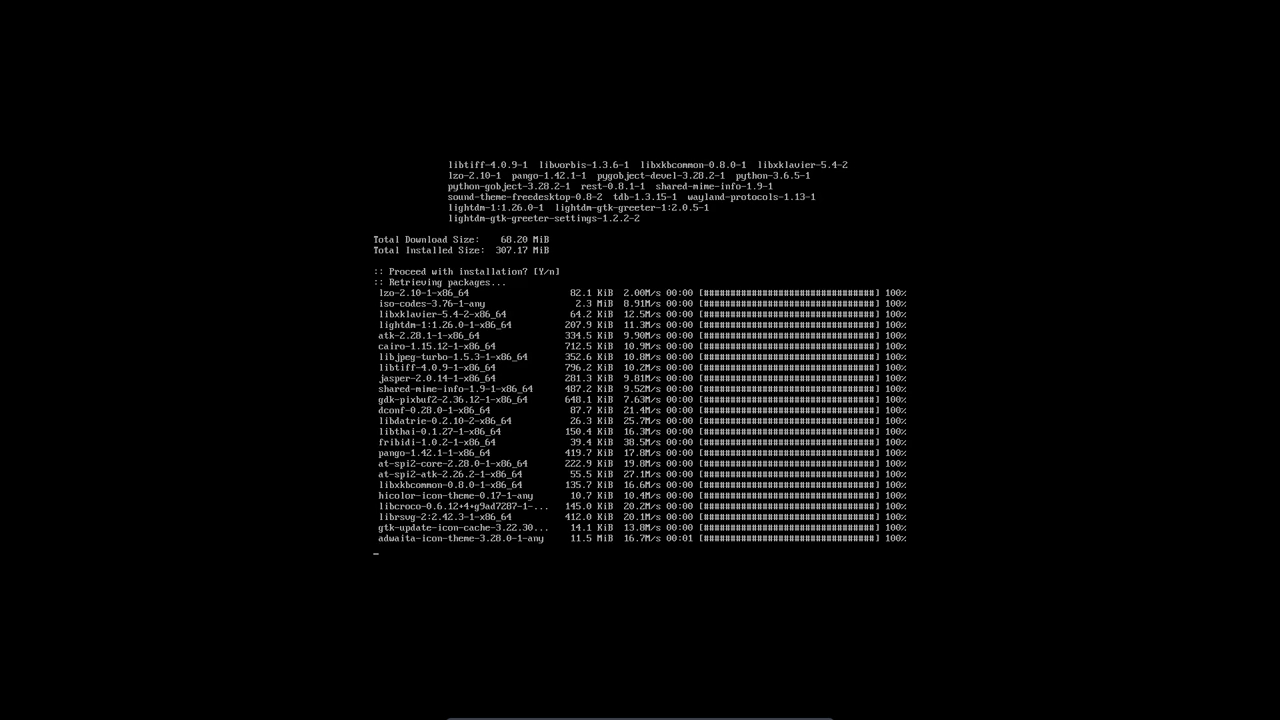 libtiff-4.0.9-1  libvorbis-1.3.6-1  libxkbcommon-0.8.0-1  libxklavier-5.4-2
lzo-2.10-1  pango-1.42.1-1  pygobject-devel-3.28.2-1  python-3.6.5-1
python-gobject-3.28.2-1  rest-0.8.1-1  shared-mime-info-1.9-1
sound-theme-freedesktop-0.8-2  tdb-1.3.15-1  wayland-protocols-1.13-1
lightdm-1:1.26.0-1  lightdm-gtk-greeter-1:2.0.5-1
lightdm-gtk-greeter-settings-1.2.2-2
Total Download Size:    68.20 MiB
Total Installed Size:  307.17 MiB
:: Proceed with installation? [Y/n]
:: Retrieving packages...
lzo-2.10-1-x86_64 82.1 KiB 2.00M/s 00:00 [################################] 100%
iso-codes-3.76-1-any 2.3 MiB 8.91M/s 00:00 [################################] 100%
libxklavier-5.4-2-x86_64 64.2 KiB 12.5M/s 00:00 [################################] 100%
lightdm-1:1.26.0-1-x86_64 207.9 KiB 11.3M/s 00:00 [################################] 100%
atk-2.28.1-1-x86_64 334.5 KiB 9.90M/s 00:00 [################################] 100%
cairo-1.15.12-1-x86_64 712.5 KiB 10.9M/s 00:00 [################################] 100%
libjpeg-turbo-1.5.3-1-x86_64 352.6 KiB 10.8M/s 00:00 [################################] 100%
libtiff-4.0.9-1-x86_64 796.2 KiB 10.2M/s 00:00 [################################] 100%
jasper-2.0.14-1-x86_64 281.3 KiB 9.81M/s 00:00 [################################] 100%
shared-mime-info-1.9-1-x86_64 487.2 KiB 9.52M/s 00:00 [################################] 100%
gdk-pixbuf2-2.36.12-1-x86_64 648.1 KiB 7.63M/s 00:00 [################################] 100%
dconf-0.28.0-1-x86_64 87.7 KiB 21.4M/s 00:00 [################################] 100%
libdatrie-0.2.10-2-x86_64 26.3 KiB 25.7M/s 00:00 [################################] 100%
libthai-0.1.27-1-x86_64 150.4 KiB 16.3M/s 00:00 [################################] 100%
fribidi-1.0.2-1-x86_64 39.4 KiB 38.5M/s 00:00 [################################] 100%
pango-1.42.1-1-x86_64 419.7 KiB 17.8M/s 00:00 [################################] 100%
at-spi2-core-2.28.0-1-x86_64 222.9 KiB 19.8M/s 00:00 [################################] 100%
at-spi2-atk-2.26.2-1-x86_64 55.5 KiB 27.1M/s 00:00 [################################] 100%
libxkbcommon-0.8.0-1-x86_64 135.7 KiB 16.6M/s 00:00 [################################] 100%
hicolor-icon-theme-0.17-1-any 10.7 KiB 10.4M/s 00:00 [################################] 100%
libcroco-0.6.12+4+g9ad7287-1-... 145.0 KiB 20.2M/s 00:00 [################################] 100%
librsvg-2:2.42.3-1-x86_64 412.0 KiB 20.1M/s 00:00 [################################] 100%
gtk-update-icon-cache-3.22.30... 14.1 KiB 13.8M/s 00:00 [################################] 100%
adwaita-icon-theme-3.28.0-1-any 11.5 MiB 16.7M/s 00:01 [################################] 100%